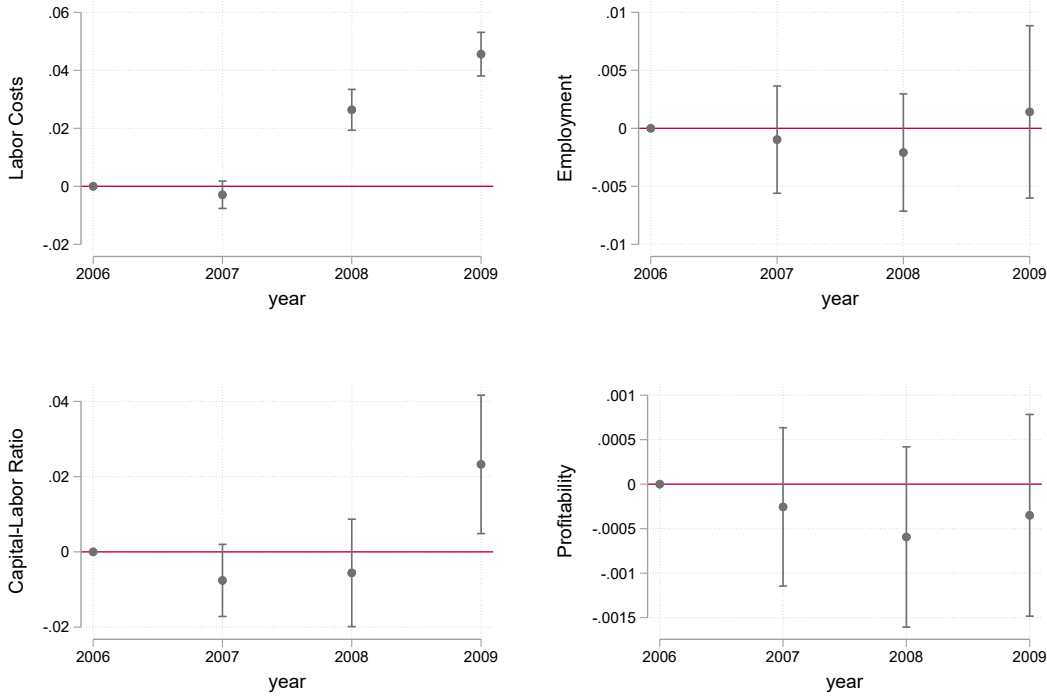 Labor Costs
.06
.04
.02
0
-.02
2006 2007 2008 2009
year
Employment
.01
.005
0
-.005
-.01
2006 2007 2008 2009
year
Capital-Labor Ratio
.04
.02
0
-.02
2006 2007 2008 2009
year
Profitability
.001
.0005
0
-.0005
-.001
-.0015
2006 2007 2008 2009
year